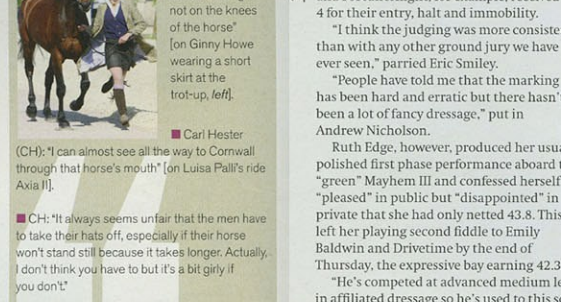 not on the knees
of the horse"
[on Ginny Howe
wearing a short
skirt at the
trot-up, left].
■ Carl Hester
(CH): "I can almost see all the way to Cornwall
through that horse's mouth" [on Luisa Palli's ride
Axia II].
■ CH: "It always seems unfair that the men have
to take their hats off, especially if their horse
won't stand still because it takes longer. Actually,
I don't think you have to but it's a bit girly if
you don't."
4 for their entry, halt and immobility.
"I think the judging was more consiste
than with any other ground jury we have
ever seen," parried Eric Smiley.
"People have told me that the marking
has been hard and erratic but there hasn'
been a lot of fancy dressage," put in
Andrew Nicholson.
Ruth Edge, however, produced her usu
polished first phase performance aboard t
"green" Mayhem III and confessed herself
"pleased" in public but "disappointed" in
private that she had only netted 43.8. This
left her playing second fiddle to Emily
Baldwin and Drivetime by the end of
Thursday, the expressive bay earning 42.3
"He's competed at advanced medium le
in affiliated dressage so he's used to this so